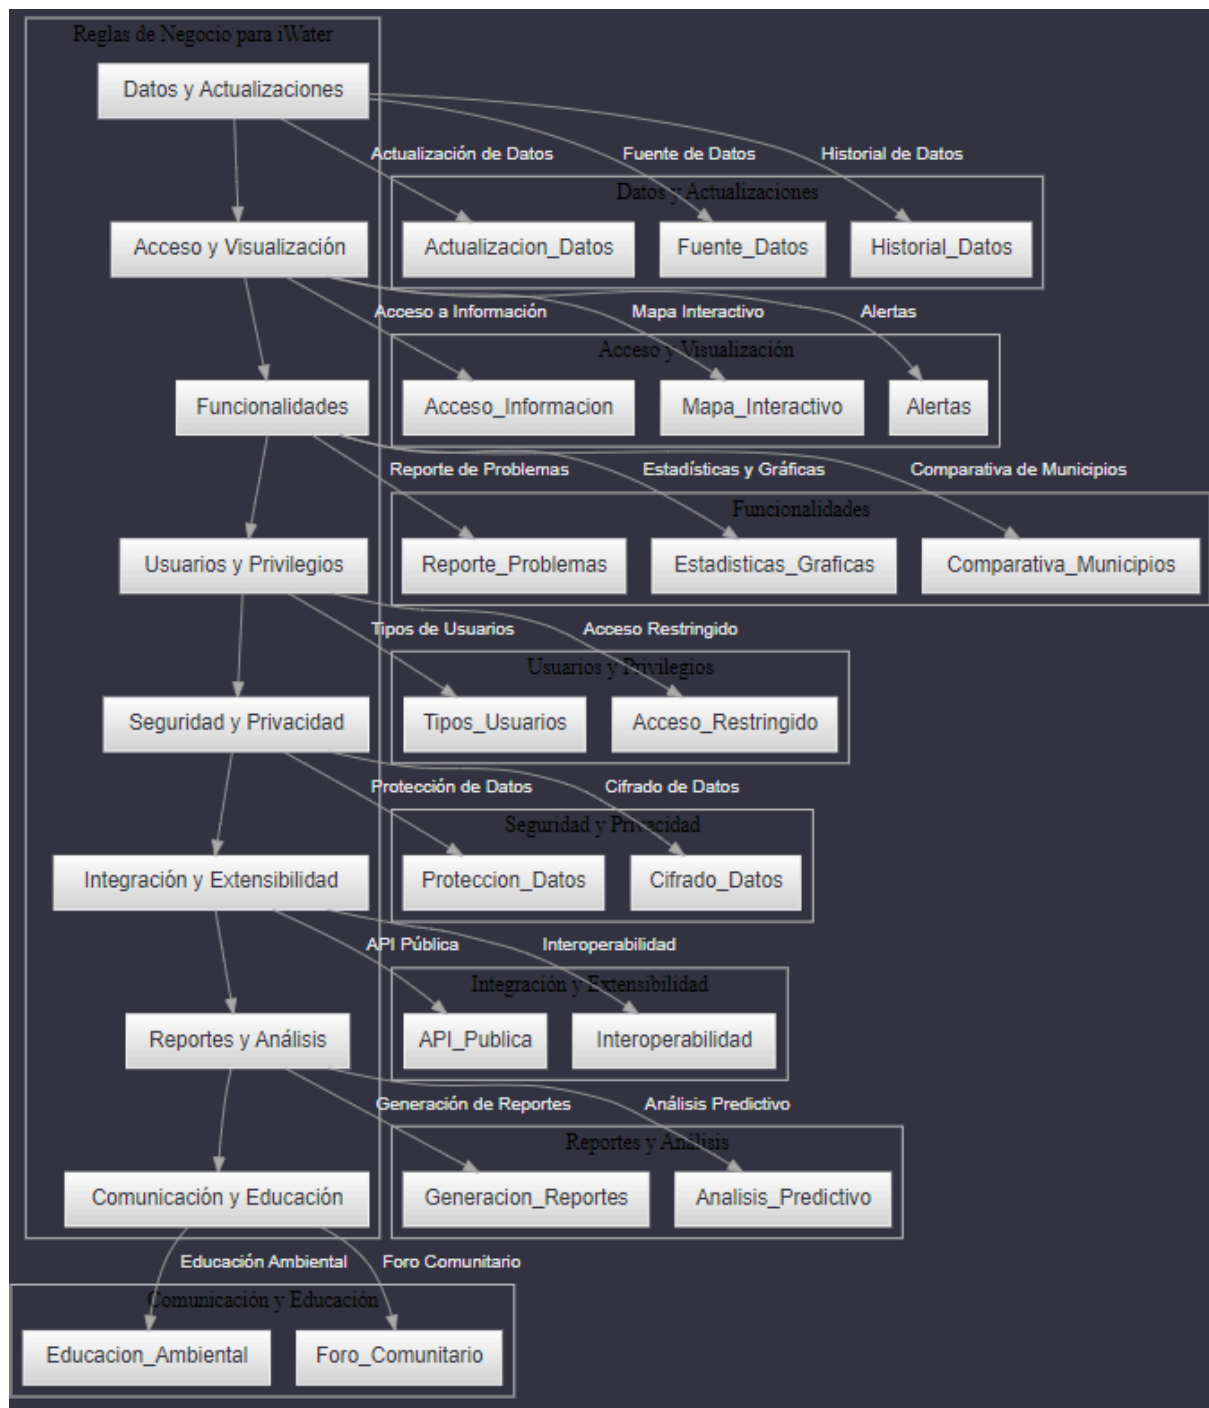 Reglas de Negocio para iWater
Datos y Actualizaciones
Actualización de Datos
Fuente de Datos
Historial de Datos
Datos y Actualizaciones
Acceso y Visualización
Actualizacion_Datos
Fuente_Datos
Historial_Datos
Acceso a Información
Mapa Interactivo
Alertas
Acceso y Visualización
Funcionalidades
Acceso_Informacion
Mapa_Interactivo
Alertas
Reporte de Problemas
Estadísticas y Gráficas
Comparativa de Municipios
Funcionalidades
Usuarios y Privilegios
Reporte_Problemas
Estadisticas_Graficas
Comparativa_Municipios
Tipos de Usuarios
Acceso Restringido
Usuarios y Privilegios
Seguridad y Privacidad
Tipos_Usuarios
Acceso_Restringido
Protección de Datos
Cifrado de Datos
Seguridad y Privacidad
Integración y Extensibilidad
Proteccion_Datos
Cifrado_Datos
API Pública
Interoperabilidad
Integración y Extensibilidad
Reportes y Análisis
API_Publica
Interoperabilidad
Generación de Reportes
Análisis Predictivo
Reportes y Análisis
Comunicación y Educación
Generacion_Reportes
Analisis_Predictivo
Educación Ambiental
Foro Comunitario
Comunicación y Educación
Educacion_Ambiental
Foro_Comunitario